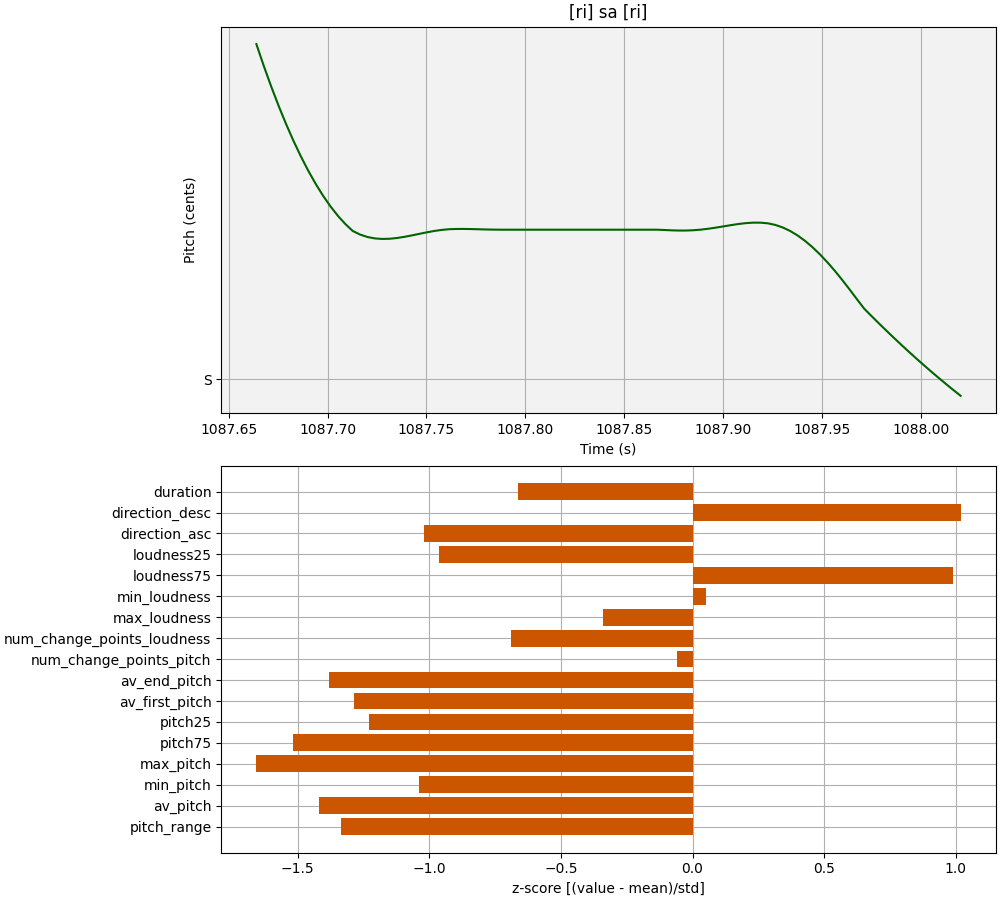 [ri] sa [ri]
Pitch (cents)
S
1087.65 1087.70 1087.75 1087.80 1087.85 1087.90 1087.95 1088.00
Time (s)
duration
direction_desc
direction_asc
loudness25
loudness75
min_loudness
max_loudness
num_change_points_loudness
num_change_points_pitch
av_end_pitch
av_first_pitch
pitch25
pitch75
max_pitch
min_pitch
av_pitch
pitch_range
−1.5 −1.0 −0.5 0.0 0.5 1.0
z-score [(value - mean)/std]